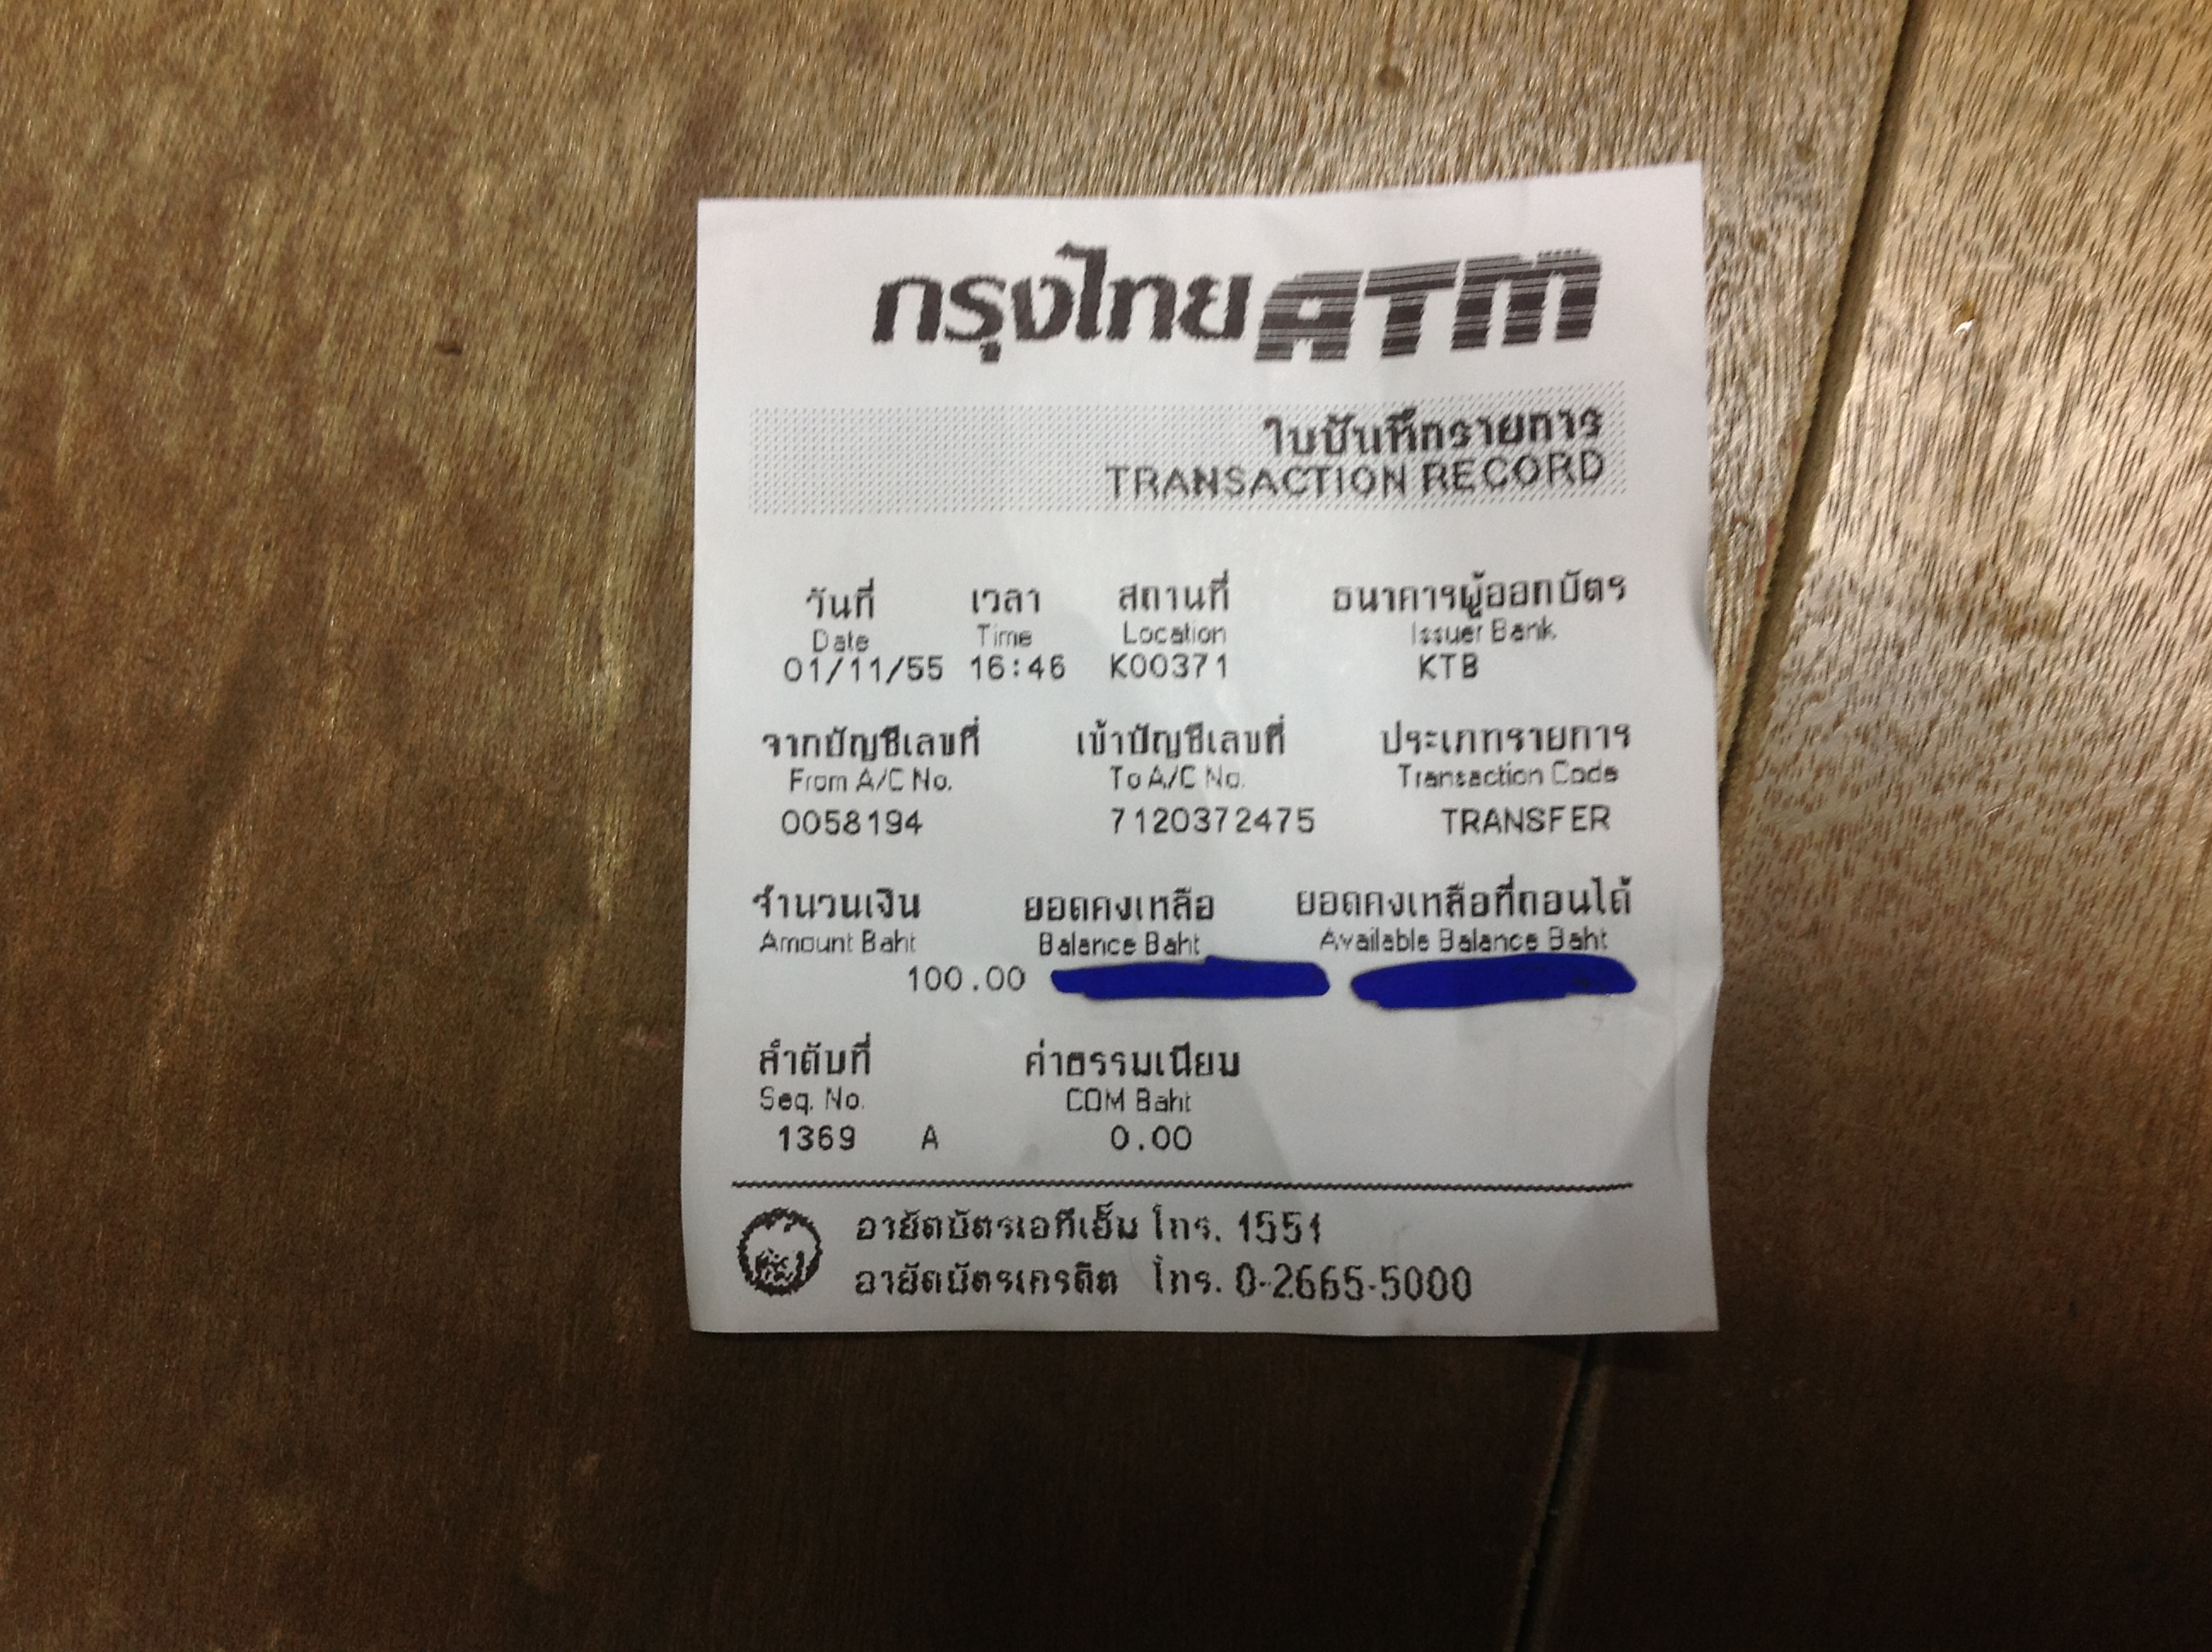 กรุงไทย ATM
ใบบันทึกรายการ
TRANSACTION RECORD
วันที่ เวลา สถานที่ ธนาคารผู้ออกบัตร
Date Time Location Issuer Bank
01/11/55 16:46 K00371 KTB
จากบัญชีเลขที่ เข้าบัญชีเลขที่ ประเภทรายการ
From A/C No. To A/C No. Transaction Code
0058194 7120372475 TRANSFER
จำนวนเงิน ยอดคงเหลือ ยอดคงเหลือที่ถอนได้
Amount Baht Balance Baht Available Balance Baht
100.00
ลำดับที่ ค่าธรรมเนียม
Seq. No. COM Baht
1369 A 0.00
อายัดบัตรเอทีเอ็ม โทร. 1551
อายัดบัตรเครดิต โทร. 0-2665-5000